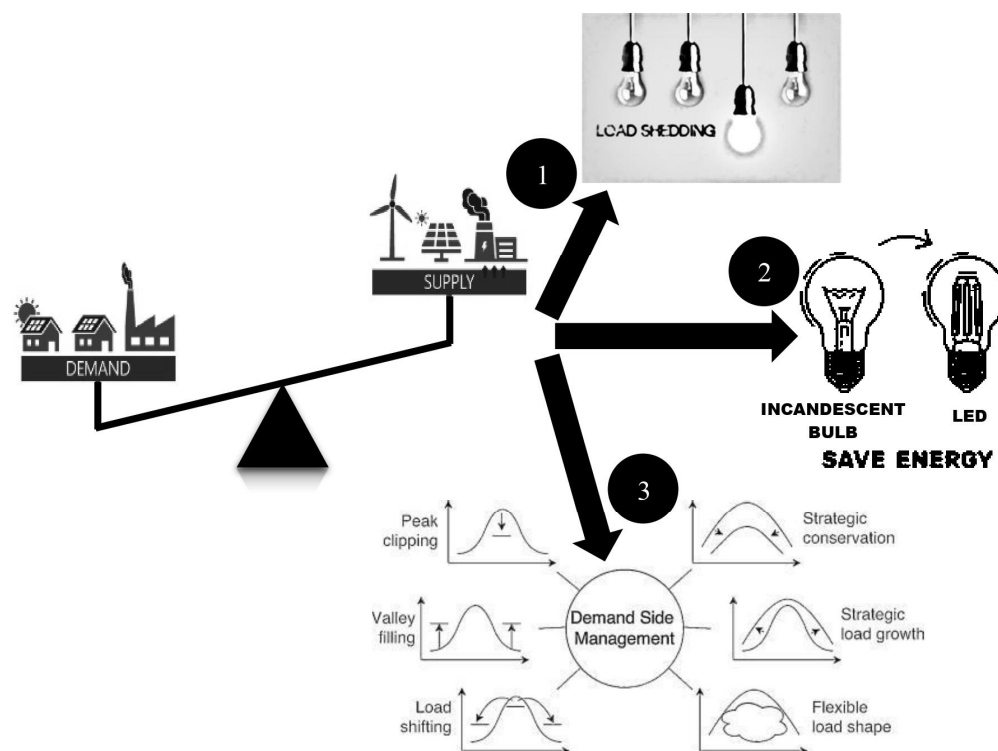 LOAD SHEDDING
1
SUPPLY
DEMAND
2
INCANDESCENT
BULB
LED
SAVE ENERGY
3
Peak
clipping
Strategic
conservation
Valley
filling
Demand Side
Management
Strategic
load growth
Load
shifting
Flexible
load shape